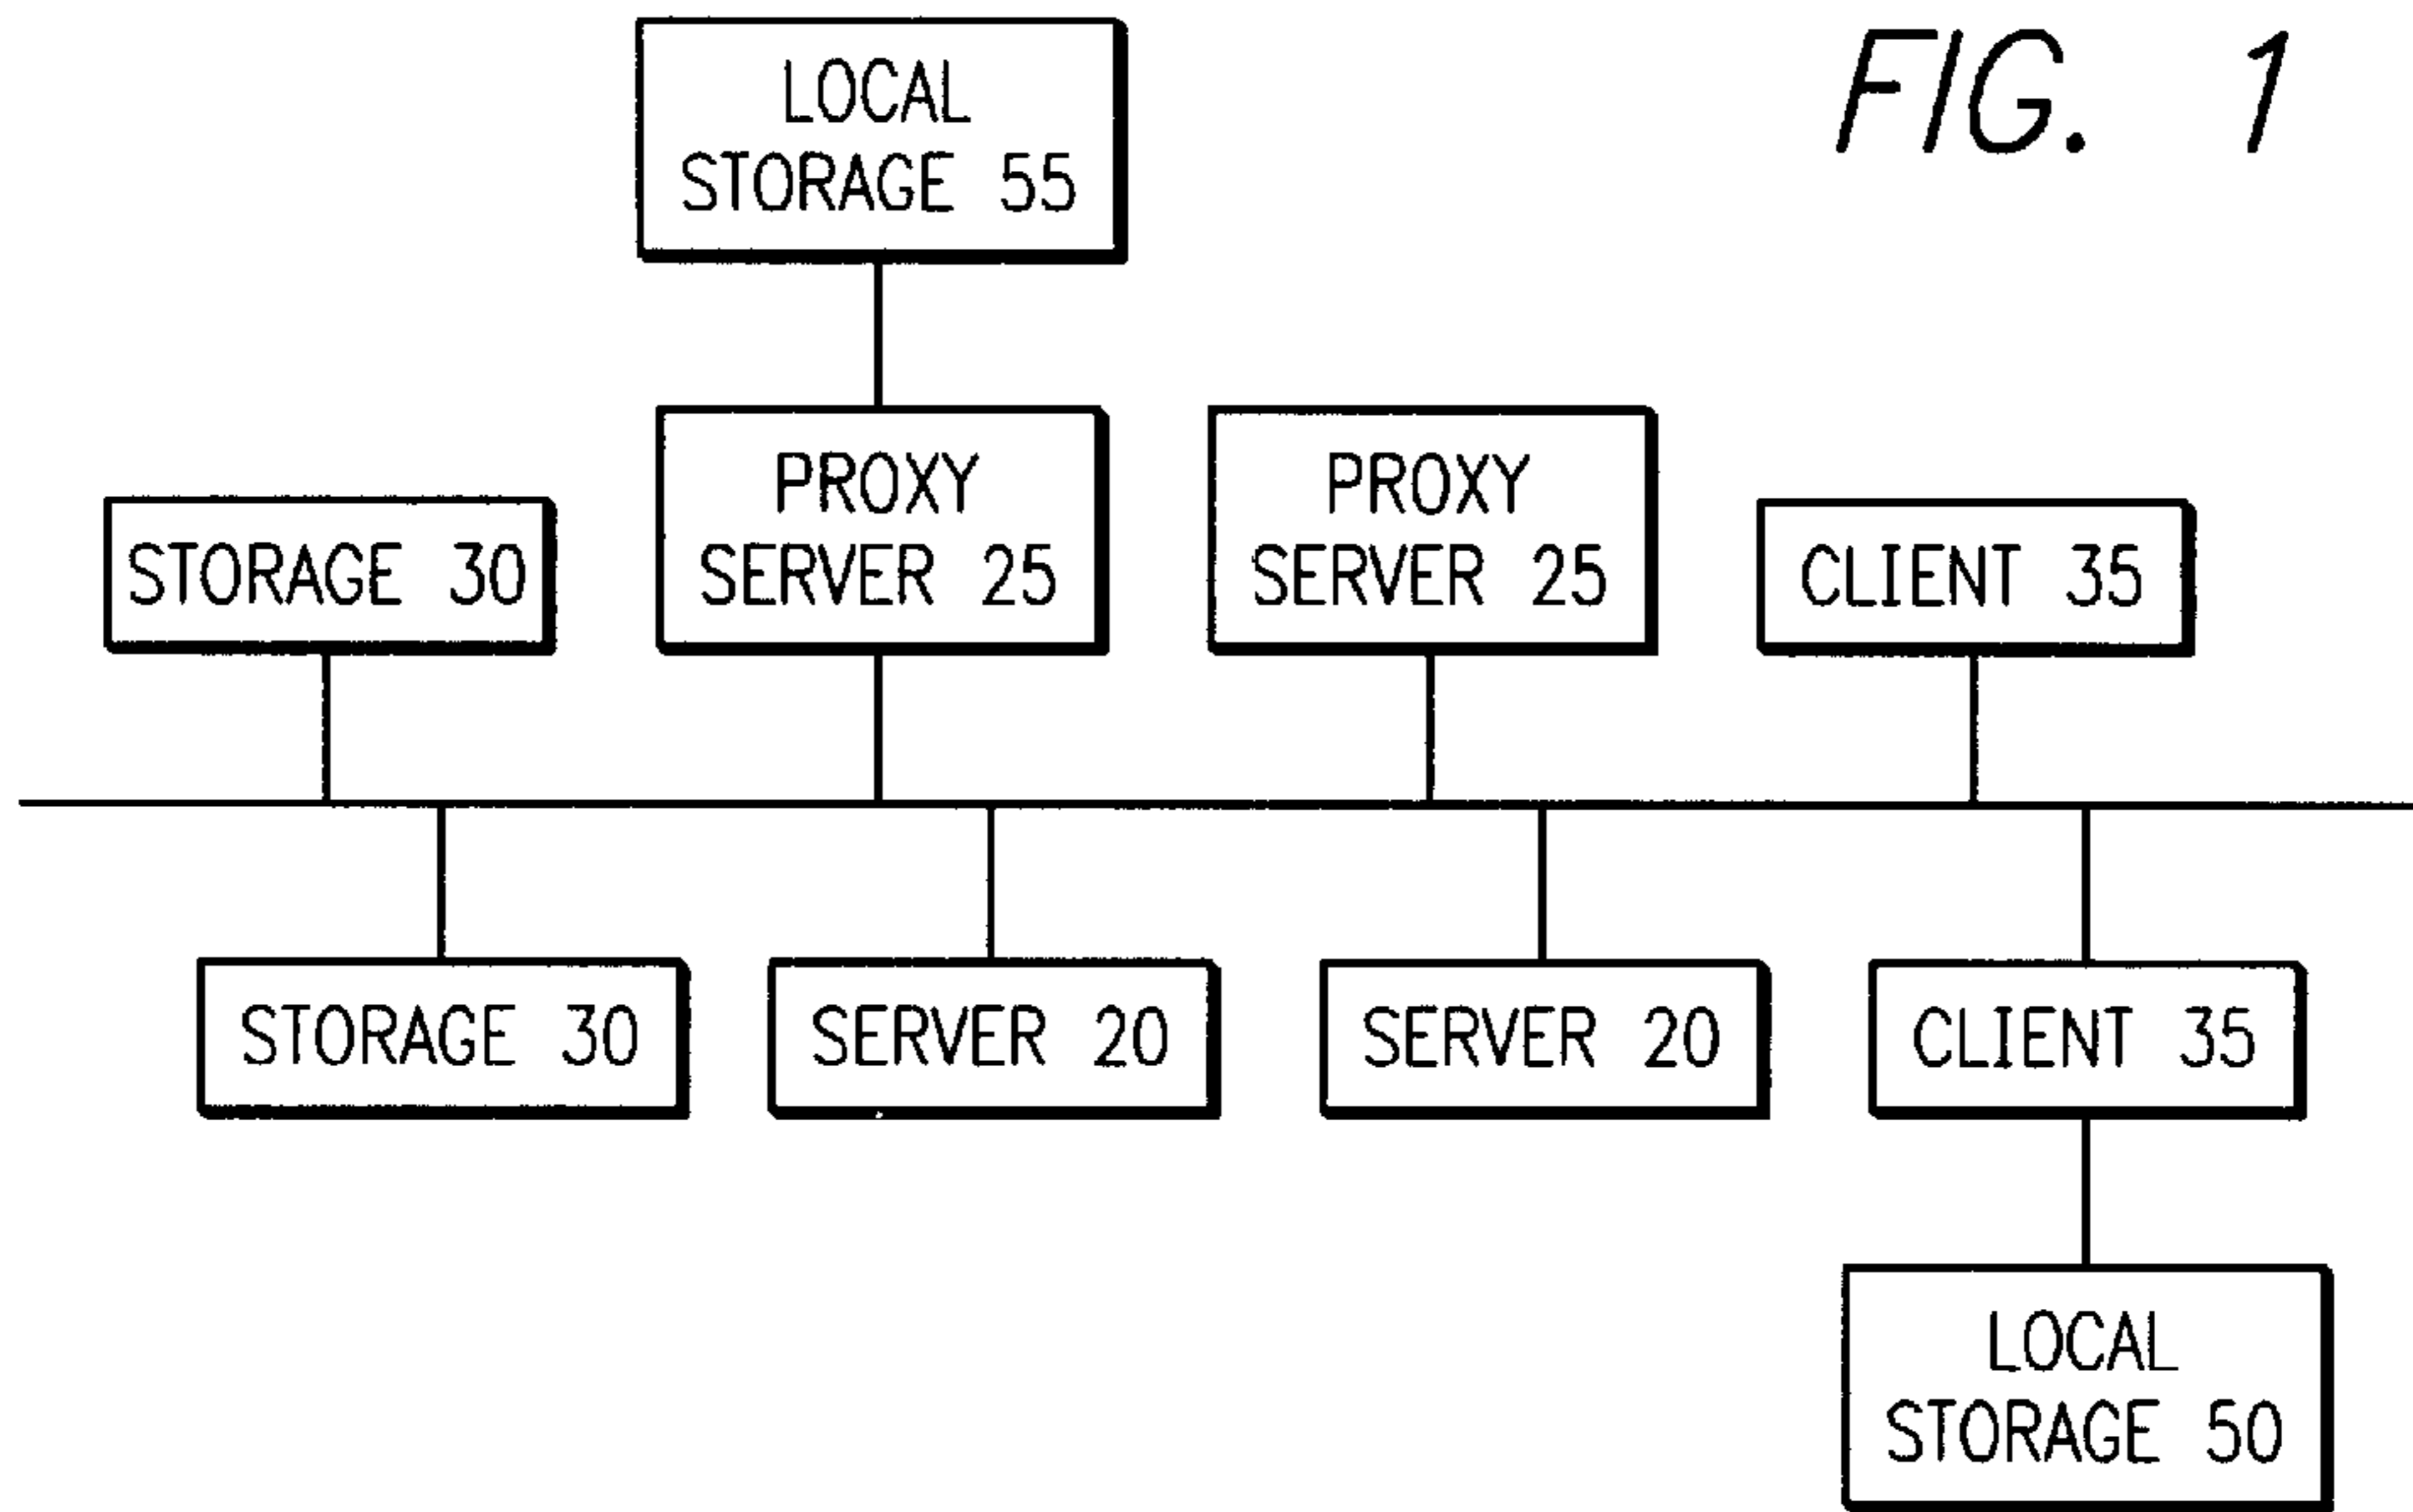 FIG. 1
LOCAL
STORAGE 55
PROXY
SERVER 25
PROXY
SERVER 25
STORAGE 30
CLIENT 35
STORAGE 30
SERVER 20
SERVER 20
CLIENT 35
LOCAL
STORAGE 50